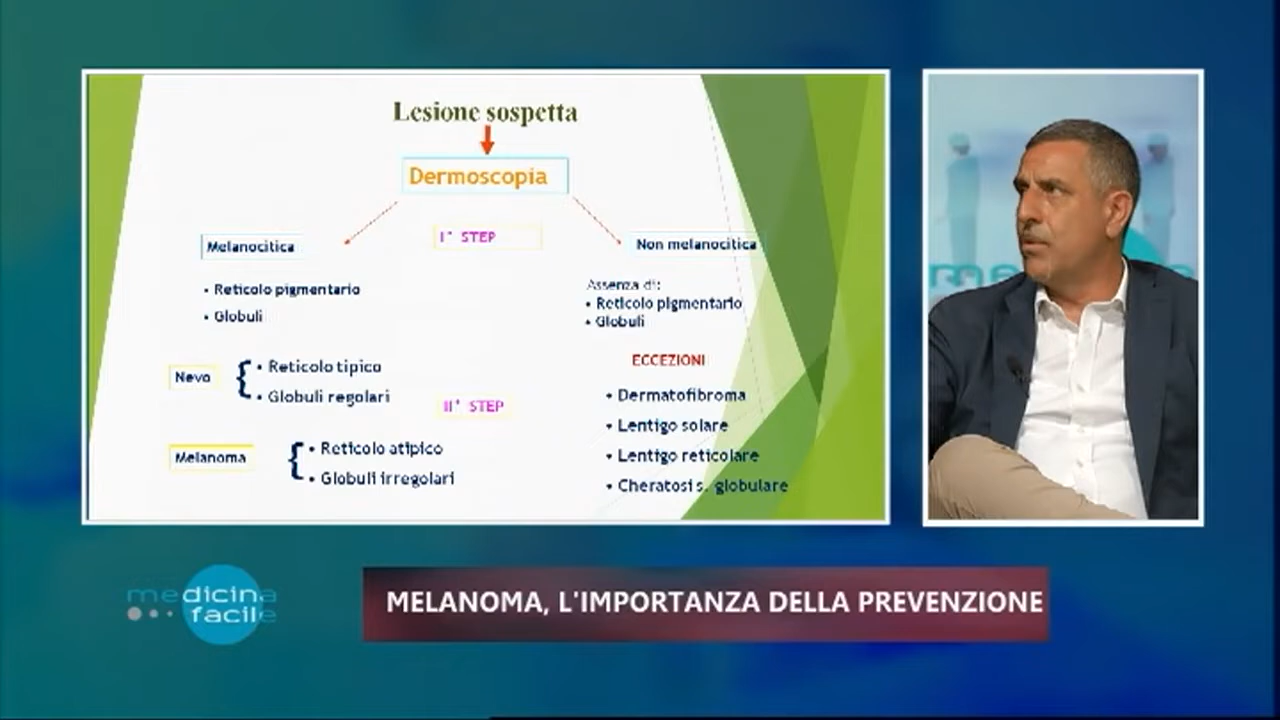 Lesione sospetta
Dermoscopia
Melanocitica
I° STEP
Non melanocitica
• Reticolo pigmentario
• Globuli
Assenza di:
• Reticolo pigmentario
• Globuli
ECCEZIONI
Nevo
• Reticolo tipico
• Globuli regolari
II° STEP
Melanoma
• Reticolo atipico
• Globuli irregolari
• Dermatofibroma
• Lentigo solare
• Lentigo reticolare
• Cheratosi s. globulare
medicina
facile
MELANOMA, L'IMPORTANZA DELLA PREVENZIONE